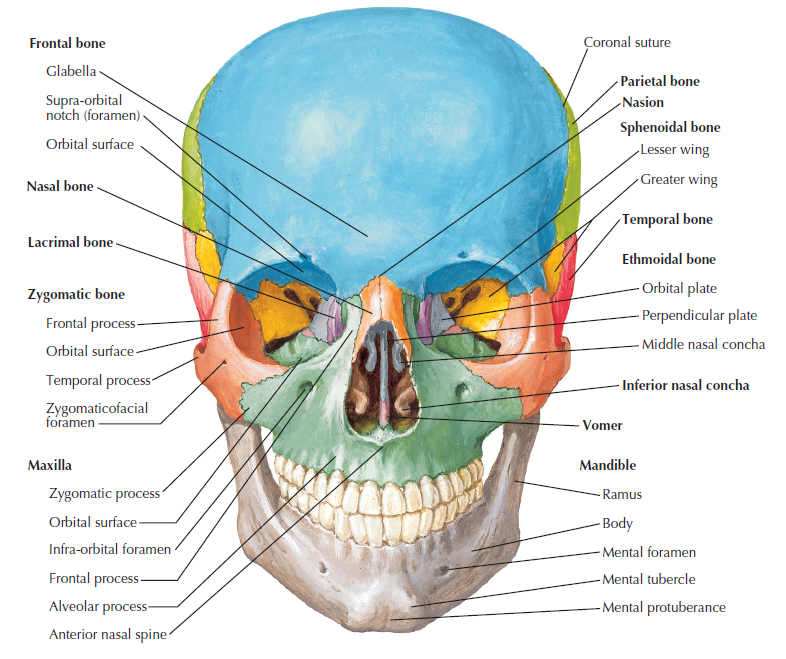 Frontal bone
Glabella
Supra-orbital
notch (foramen)
Orbital surface
Nasal bone
Lacrimal bone
Zygomatic bone
Frontal process
Orbital surface
Temporal process
Zygomaticofacial
foramen
Maxilla
Zygomatic process
Orbital surface
Infra-orbital foramen
Frontal process
Alveolar process
Anterior nasal spine
Coronal suture
Parietal bone
Nasion
Sphenoidal bone
Lesser wing
Greater wing
Temporal bone
Ethmoidal bone
Orbital plate
Perpendicular plate
Middle nasal concha
Inferior nasal concha
Vomer
Mandible
Ramus
Body
Mental foramen
Mental tubercle
Mental protuberance